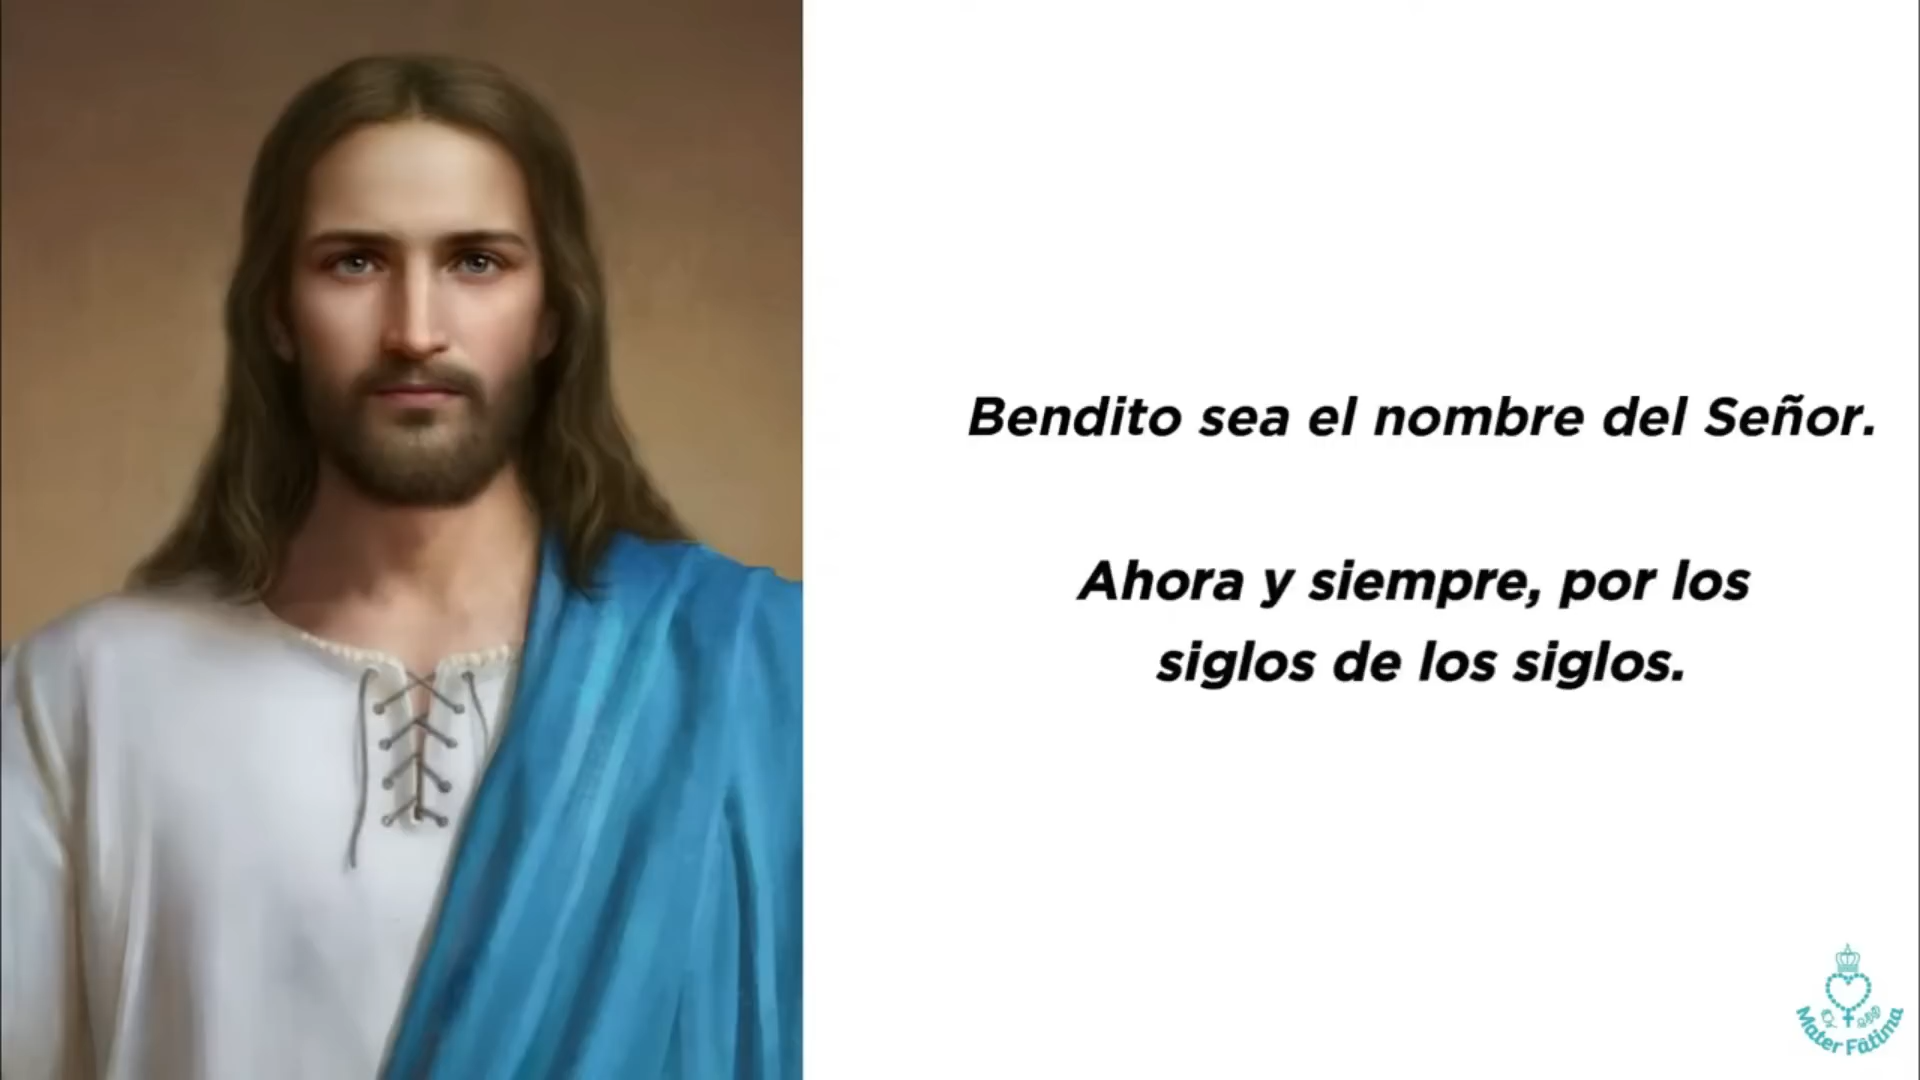 Bendito sea el nombre del Señor.
Ahora y siempre, por los
siglos de los siglos.
Mater Fátima